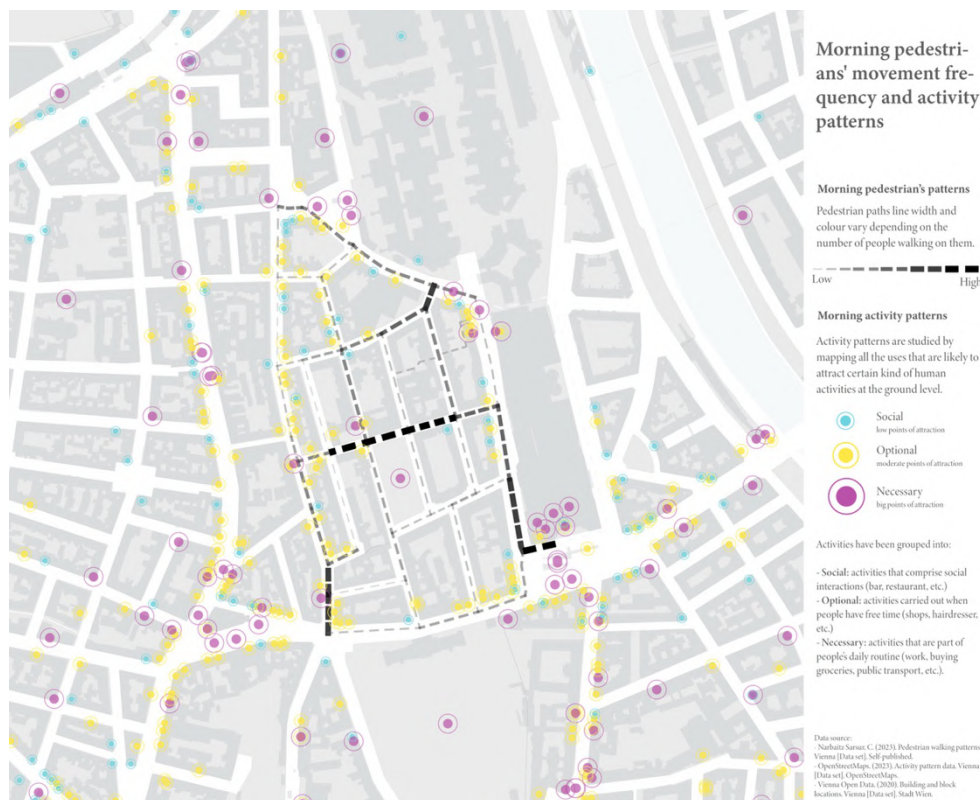 Morning pedestri-
ans' movement fre-
quency and activity
patterns
Morning pedestrian's patterns
Pedestrian paths line width and
colour vary depending on the
number of people walking on them.
Low
High
Morning activity patterns
Activity patterns are studied by
mapping all the uses that are likely to
attract certain kind of human
activities at the ground level.
Social
low points of attraction
Optional
moderate points of attraction
Necessary
big points of attraction
Activities have been grouped into:
- Social: activities that comprise social
interactions (bar, restaurant, etc.)
- Optional: activities carried out when
people have free time (shops, hairdresser,
etc.)
- Necessary: activities that are part of
people's daily routine (work, buying
groceries, public transport, etc.).
Data source:
- Narbaitz Sarsur, C. (2023). Pedestrian walking patterns
Vienna [Data set]. Self-published.
- OpenStreetMaps. (2023). Activity pattern data. Vienna
[Data set]. OpenStreetMaps.
- Vienna Open Data. (2020). Building and block
locations. Vienna [Data set]. Stadt Wien.